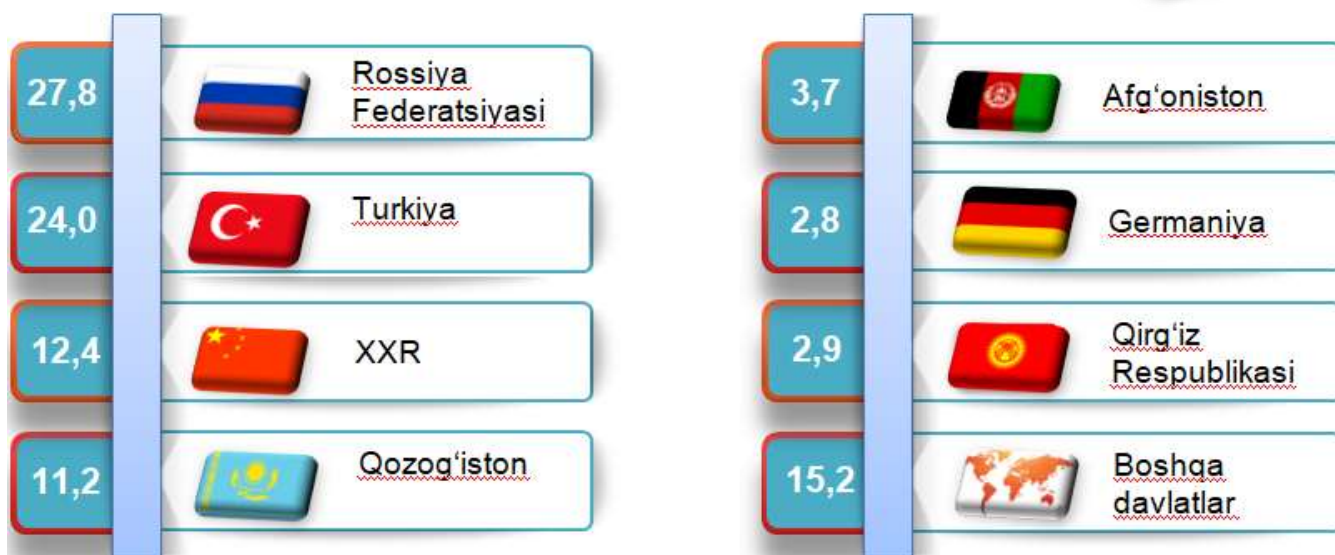 27,8
Rossiya
Federatsiyasi
24,0
Turkiya
12,4
XXR
11,2
Qozog‘iston
3,7
Afg‘oniston
2,8
Germaniya
2,9
Qirg‘iz
Respublikasi
15,2
Boshqa
davlatlar